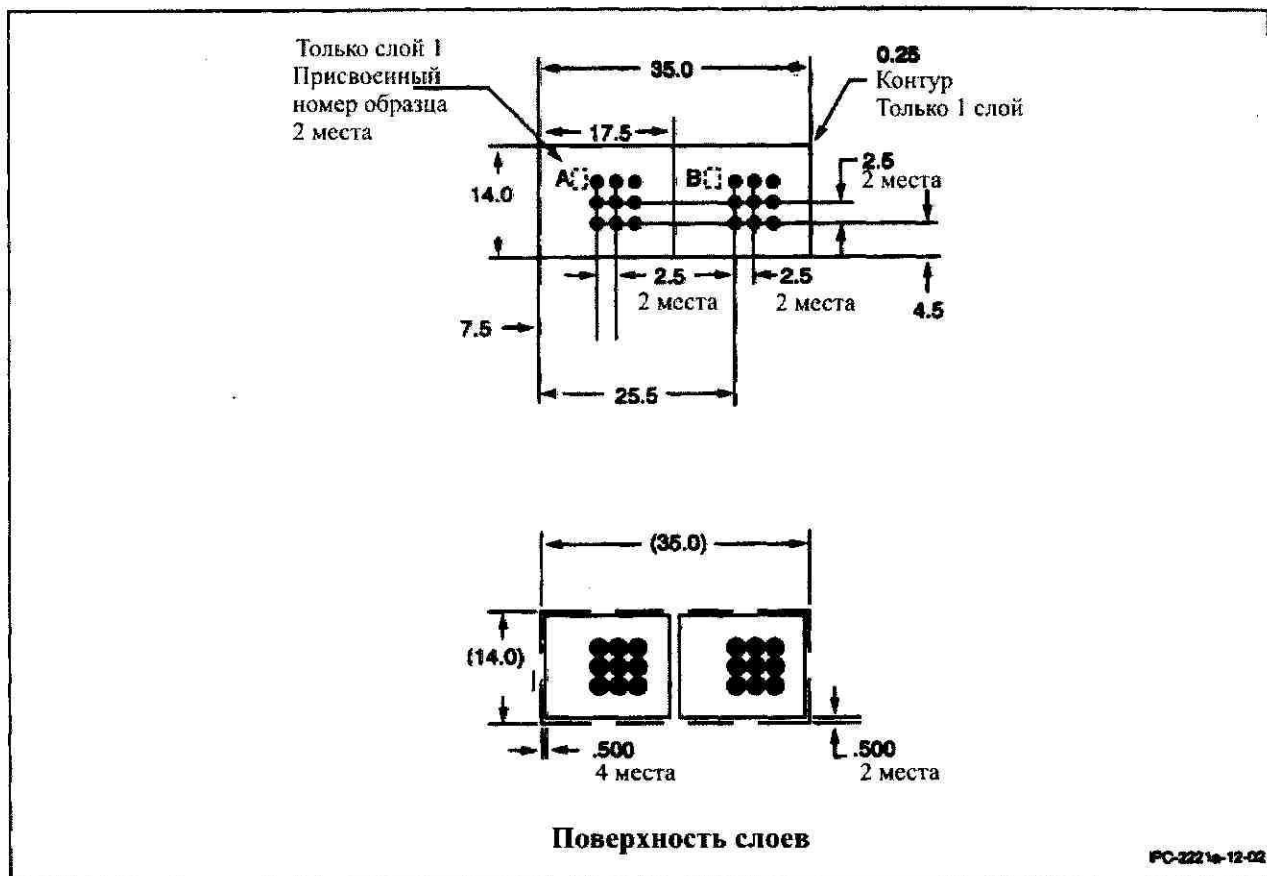 Только слой 1
Присвоенный
номер образца
2 места
35.0
0.25
Контур
Только 1 слой
17.5
2.5
2 места
14.0
A
B
2.5
2 места
2.5
2 места
4.5
7.5
25.5
(35.0)
(14.0)
.500
4 места
.500
2 места
Поверхность слоев
IPC-2221a-12-02